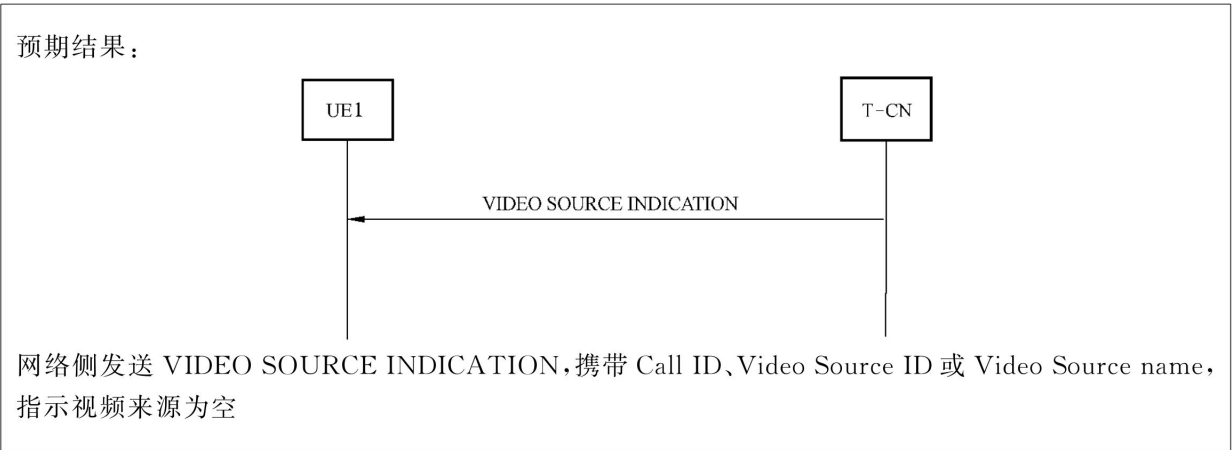 预期结果：
UE1
T-CN
VIDEO SOURCE INDICATION
网络侧发送 VIDEO SOURCE INDICATION，携带 Call ID、Video Source ID 或 Video Source name，
指示视频来源为空